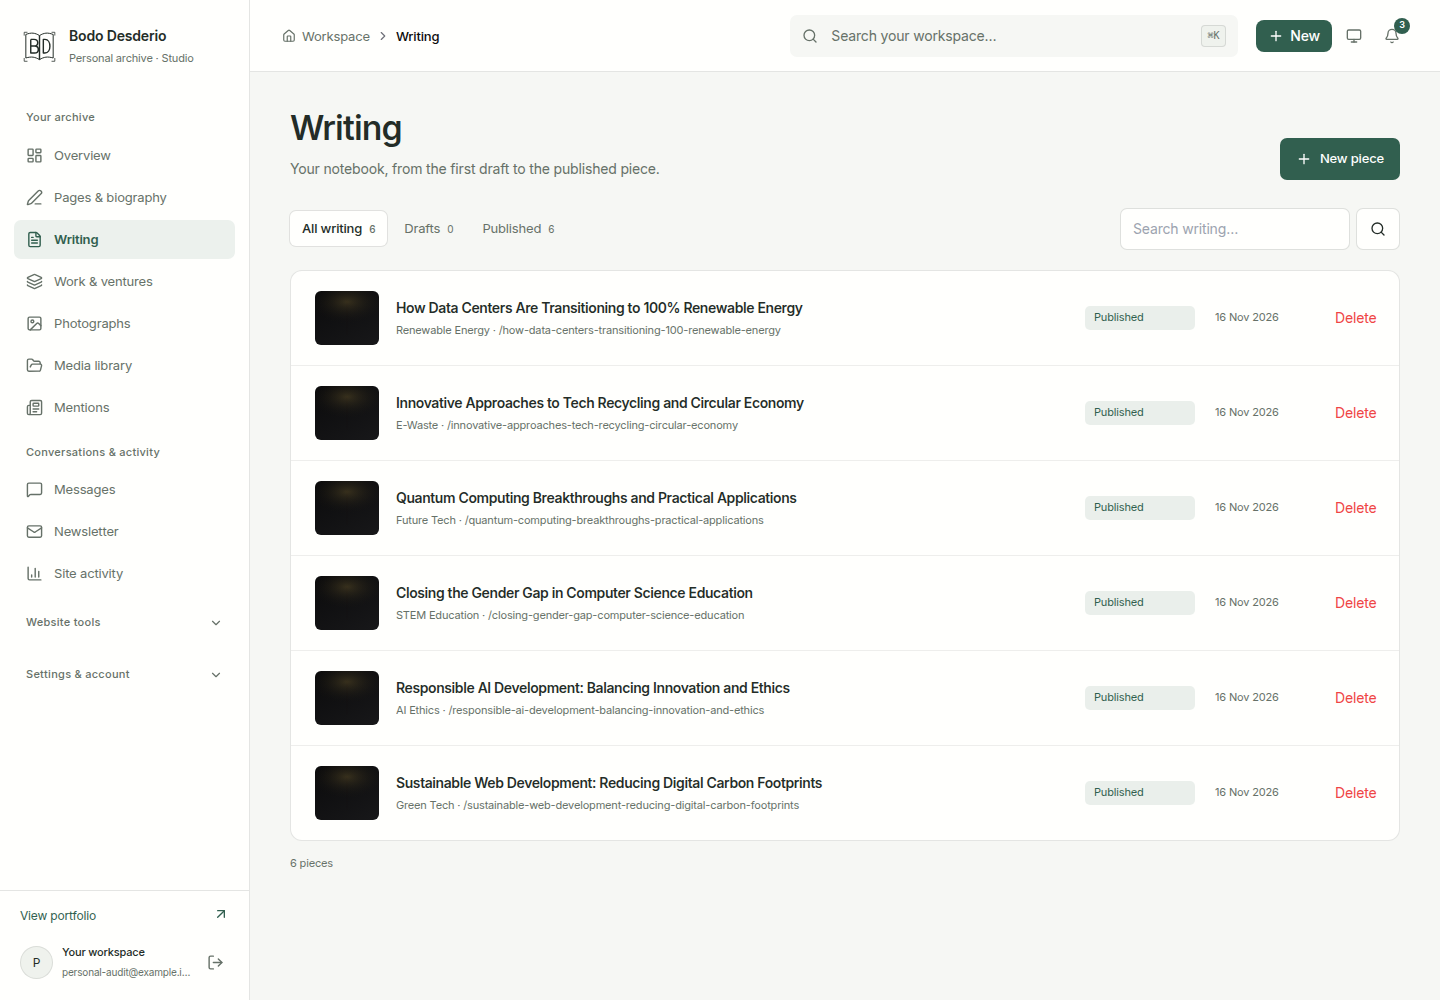 BD
Bodo Desderio
Personal archive · Studio
Your archive
Overview
Pages & biography
Writing
Work & ventures
Photographs
Media library
Mentions
Conversations & activity
Messages
Newsletter
Site activity
Website tools
Settings & account
View portfolio
P
Your workspace
personal-audit@example.i...
Workspace > Writing
Search your workspace...
⌘K
+ New
3
Writing
Your notebook, from the first draft to the published piece.
+ New piece
All writing 6
Drafts 0
Published 6
Search writing...
How Data Centers Are Transitioning to 100% Renewable Energy
Renewable Energy · /how-data-centers-transitioning-100-renewable-energy
Published
16 Nov 2026
Delete
Innovative Approaches to Tech Recycling and Circular Economy
E-Waste · /innovative-approaches-tech-recycling-circular-economy
Published
16 Nov 2026
Delete
Quantum Computing Breakthroughs and Practical Applications
Future Tech · /quantum-computing-breakthroughs-practical-applications
Published
16 Nov 2026
Delete
Closing the Gender Gap in Computer Science Education
STEM Education · /closing-gender-gap-computer-science-education
Published
16 Nov 2026
Delete
Responsible AI Development: Balancing Innovation and Ethics
AI Ethics · /responsible-ai-development-balancing-innovation-and-ethics
Published
16 Nov 2026
Delete
Sustainable Web Development: Reducing Digital Carbon Footprints
Green Tech · /sustainable-web-development-reducing-digital-carbon-footprints
Published
16 Nov 2026
Delete
6 pieces